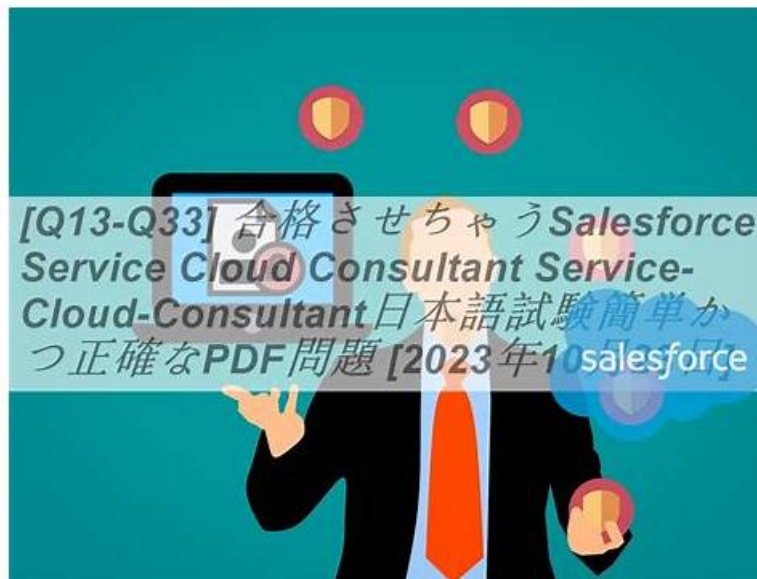 [Q13-Q33] 合格させちゃうSalesforce
Service Cloud Consultant Service-
Cloud-Consultant日本語試験簡単か
つ正確なPDF問題 [2023年10月 日]
salesforce